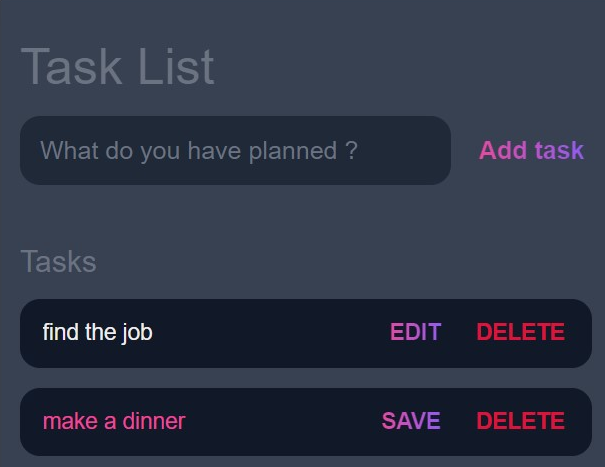 Task List
What do you have planned ? Add task
Tasks
find the job EDIT DELETE
make a dinner SAVE DELETE